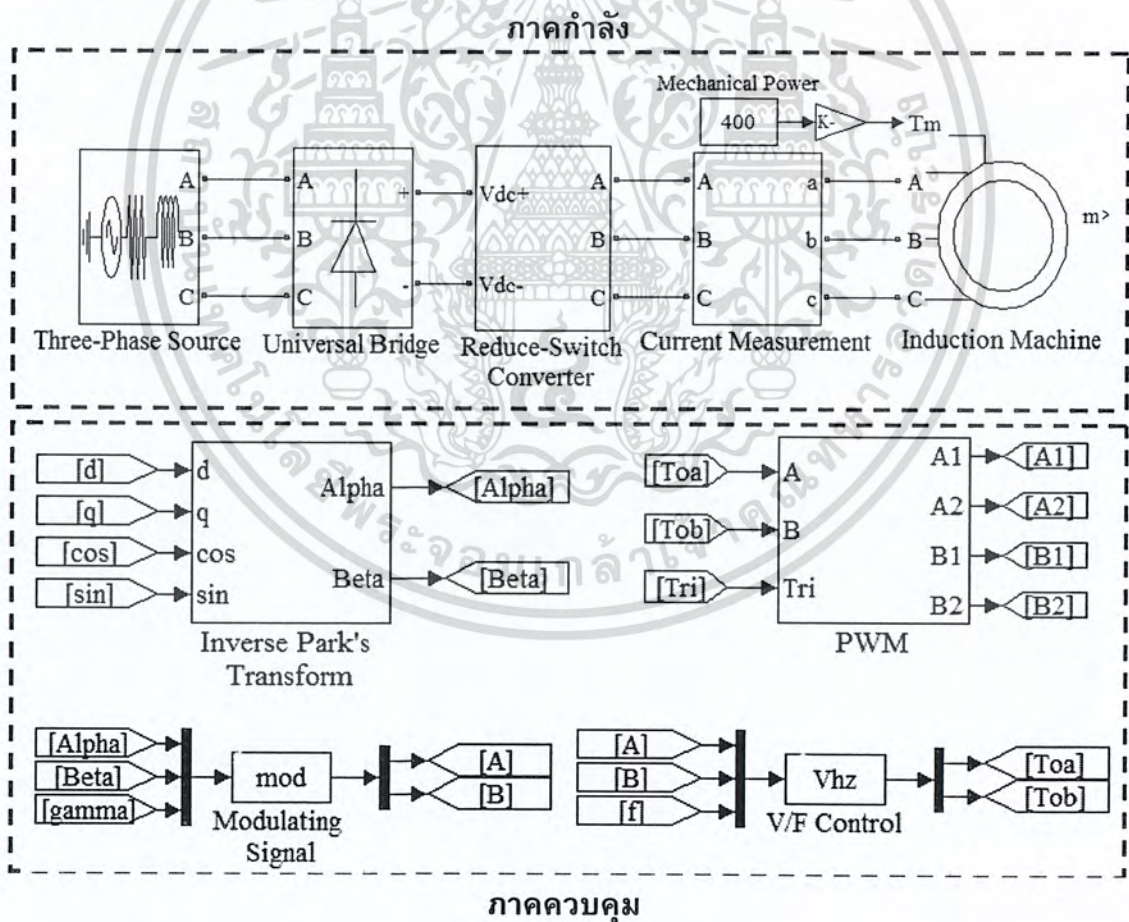 ภาคกำลัง
Mechanical Power
400
K-
Tm
A
B
C
A
B
C
+
-
Vdc+
Vdc-
A
B
C
A
B
C
a
b
c
A
B
C
m>
Three-Phase Source
Universal Bridge
Reduce-Switch
Converter
Current Measurement
Induction Machine
[d]
[q]
[cos]
[sin]
d
q
cos
sin
Alpha
Beta
[Alpha]
[Beta]
Inverse Park's
Transform
[Toa]
[Tob]
[Tri]
A
B
Tri
A1
A2
B1
B2
[A1]
[A2]
[B1]
[B2]
PWM
[Alpha]
[Beta]
[gamma]
mod
Modulating
Signal
[A]
[B]
[A]
[B]
[f]
Vhz
V/F Control
[Toa]
[Tob]
ภาคควบคุม